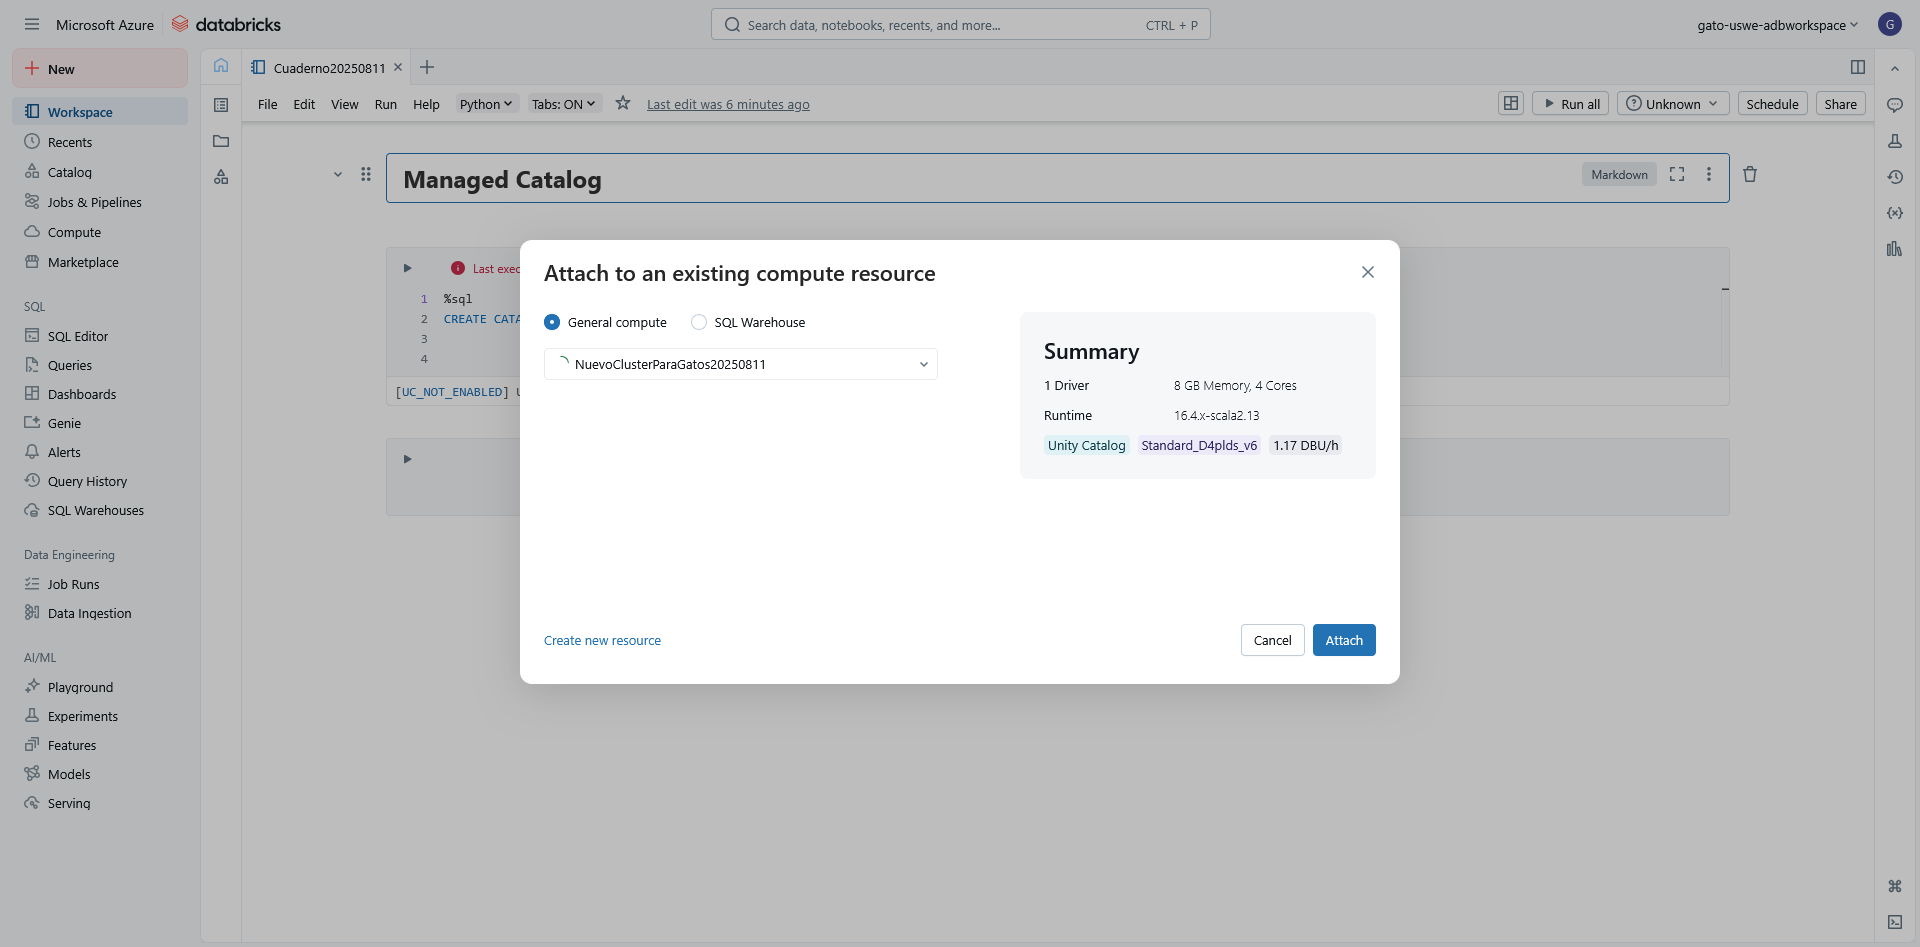 Microsoft Azure
databricks
Search data, notebooks, recents, and more...
CTRL + P
gato-uswe-adbworkspace
G
New
Workspace
Recents
Catalog
Jobs & Pipelines
Compute
Marketplace
SQL
SQL Editor
Queries
Dashboards
Genie
Alerts
Query History
SQL Warehouses
Data Engineering
Job Runs
Data Ingestion
AI/ML
Playground
Experiments
Features
Models
Serving
Cuaderno20250811
File Edit View Run Help Python Tabs: ON Last edit was 6 minutes ago
Run all Unknown Schedule Share
Managed Catalog
Markdown
Last exec
1 %sql
2 CREATE CATA
3
4
[UC_NOT_ENABLED] U
Attach to an existing compute resource
General compute SQL Warehouse
NuevoClusterParaGatos20250811
Summary
1 Driver 8 GB Memory, 4 Cores
Runtime 16.4.x-scala2.13
Unity Catalog Standard_D4plds_v6 1.17 DBU/h
Create new resource
Cancel Attach